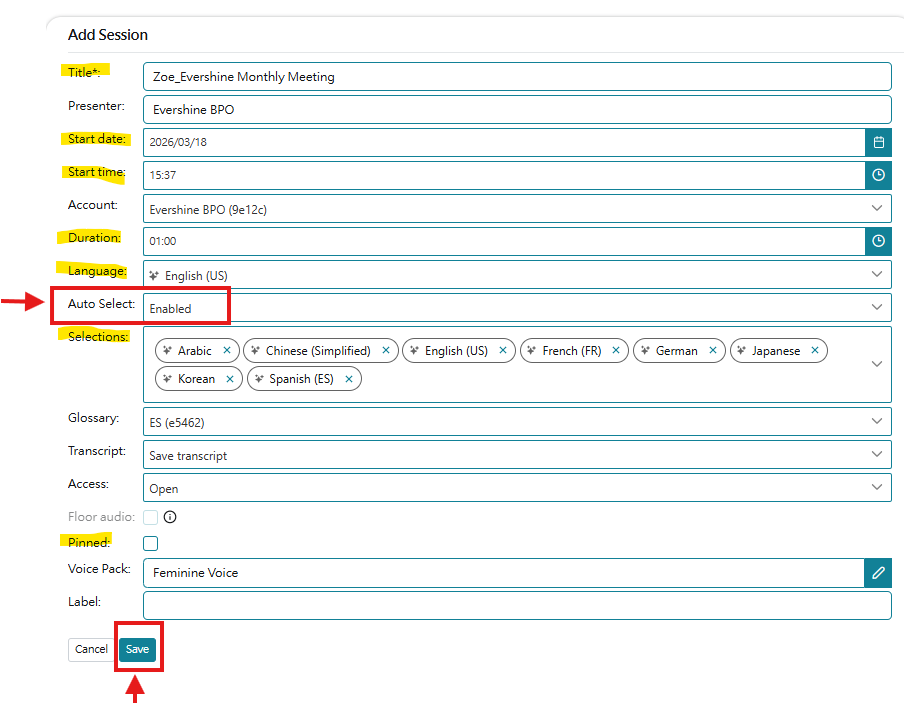 Add Session
Title*: Zoe_Evershine Monthly Meeting
Presenter: Evershine BPO
Start date: 2026/03/18
Start time: 15:37
Account: Evershine BPO (9e12c)
Duration: 01:00
Language: English (US)
Auto Select: Enabled
Selections: Arabic × Chinese (Simplified) × English (US) × French (FR) × German × Japanese ×
Korean × Spanish (ES) ×
Glossary: ES (e5462)
Transcript: Save transcript
Access: Open
Floor audio:
Pinned:
Voice Pack: Feminine Voice
Label:
Cancel Save